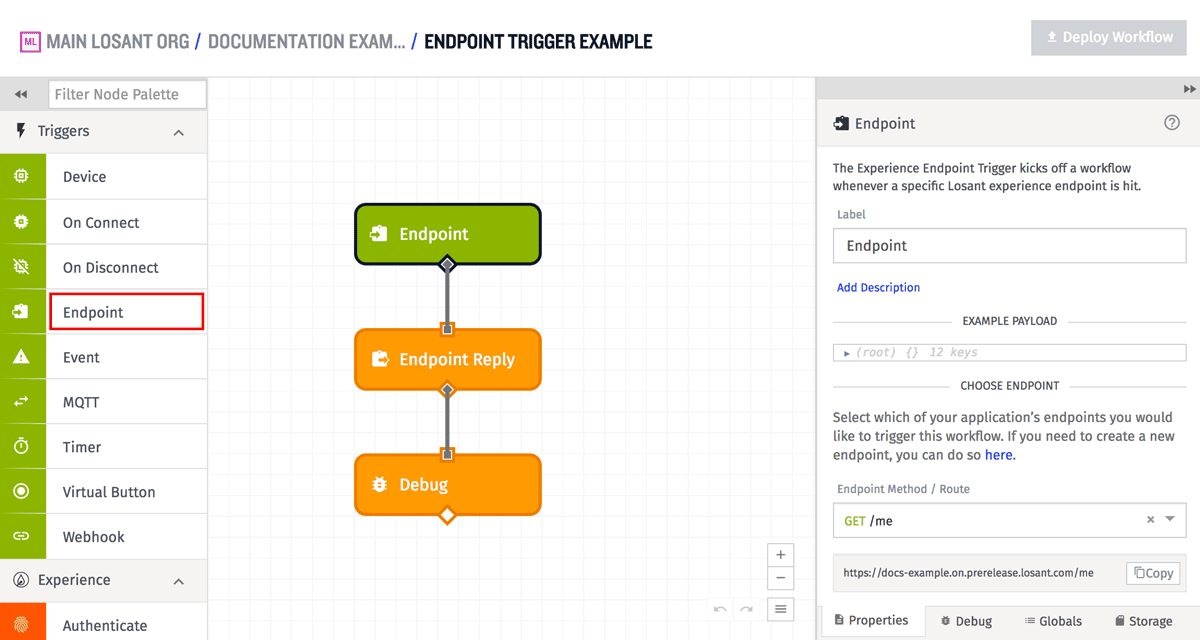 ML MAIN LOSANT ORG / DOCUMENTATION EXAM... / ENDPOINT TRIGGER EXAMPLE
Deploy Workflow
Filter Node Palette
Triggers
Device
On Connect
On Disconnect
Endpoint
Event
MQTT
Timer
Virtual Button
Webhook
Experience
Authenticate
Endpoint
Endpoint Reply
Debug
Endpoint
The Experience Endpoint Trigger kicks off a workflow
whenever a specific Losant experience endpoint is hit.
Label
Endpoint
Add Description
EXAMPLE PAYLOAD
(root) {} 12 keys
CHOOSE ENDPOINT
Select which of your application's endpoints you would
like to trigger this workflow. If you need to create a new
endpoint, you can do so here.
Endpoint Method / Route
GET /me
https://docs-example.on.prerelease.losant.com/me
Copy
Properties
Debug
Globals
Storage